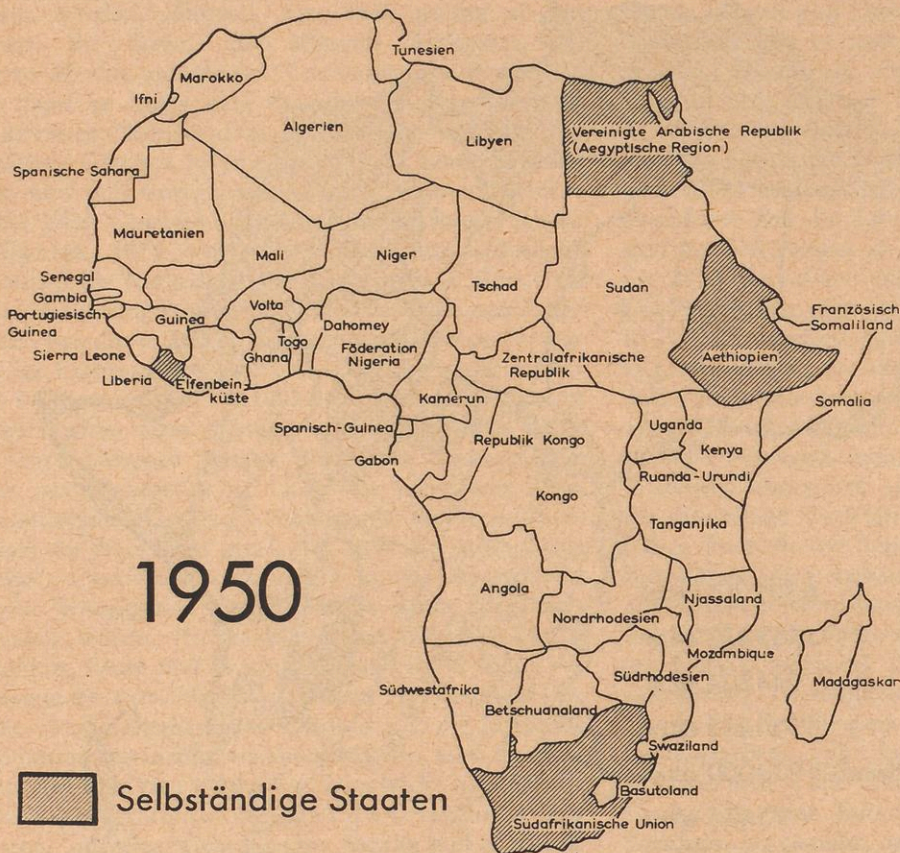 Tunesien
Marokko
Ifni
Algerien
Libyen
Vereinigte Arabische Republik
(Aegyptische Region)
Spanische Sahara
Mauretanien
Mali
Niger
Tschad
Sudan
Senegal
Gambia
Portugiesisch-
Guinea
Guinea
Volta
Dahomey
Togo
Ghana
Föderation
Nigeria
Sierra Leone
Liberia
Elfenbein-
küste
Zentralafrikanische
Republik
Aethiopien
Französisch
Somaliland
Somalia
Kamerun
Spanisch-Guinea
Gabon
Republik Kongo
Kongo
Uganda
Kenya
Ruanda-Urundi
Tanganjika
1950
Angola
Nordrhodesien
Njassaland
Mozambique
Südrhodesien
Madagaskar
Südwestafrika
Betschuanaland
Swaziland
Basutoland
Südafrikanische Union
Selbständige Staaten